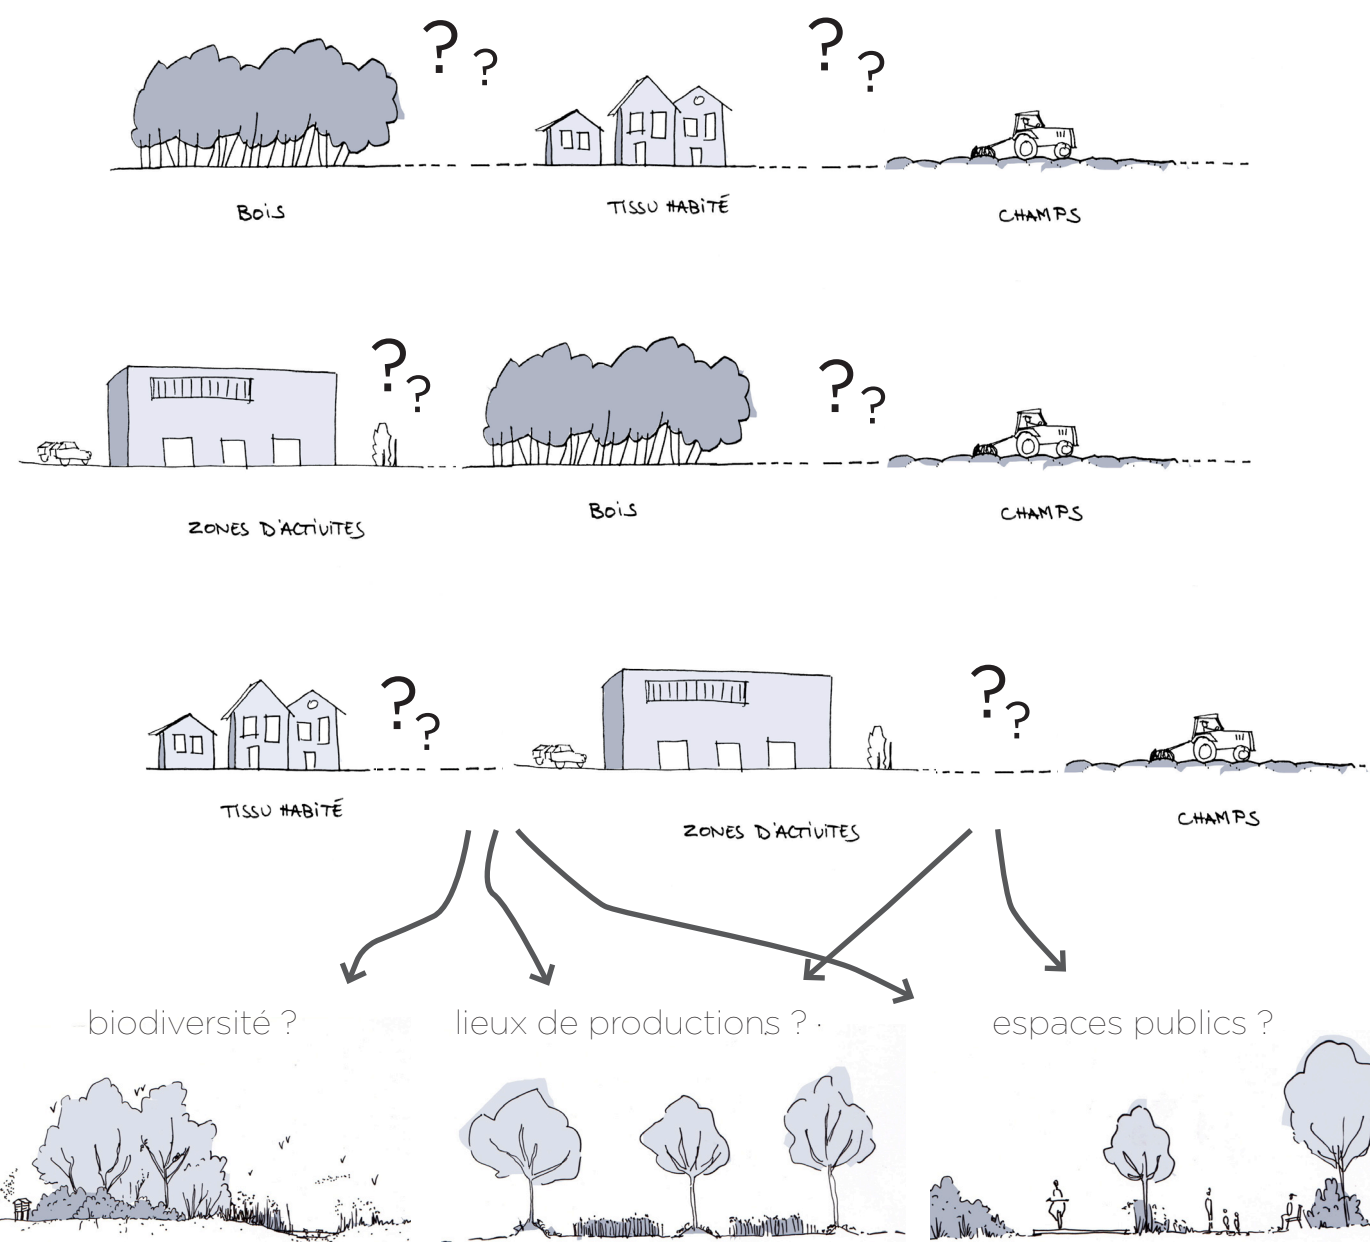 ? ? ? ?
BOIS
TISSU HABITÉ
CHAMPS
? ? ? ?
ZONES D'ACTIVITES
BOIS
CHAMPS
? ? ? ?
TISSU HABITÉ
ZONES D'ACTIVITES
CHAMPS
biodiversité ?
lieux de productions ?
espaces publics ?